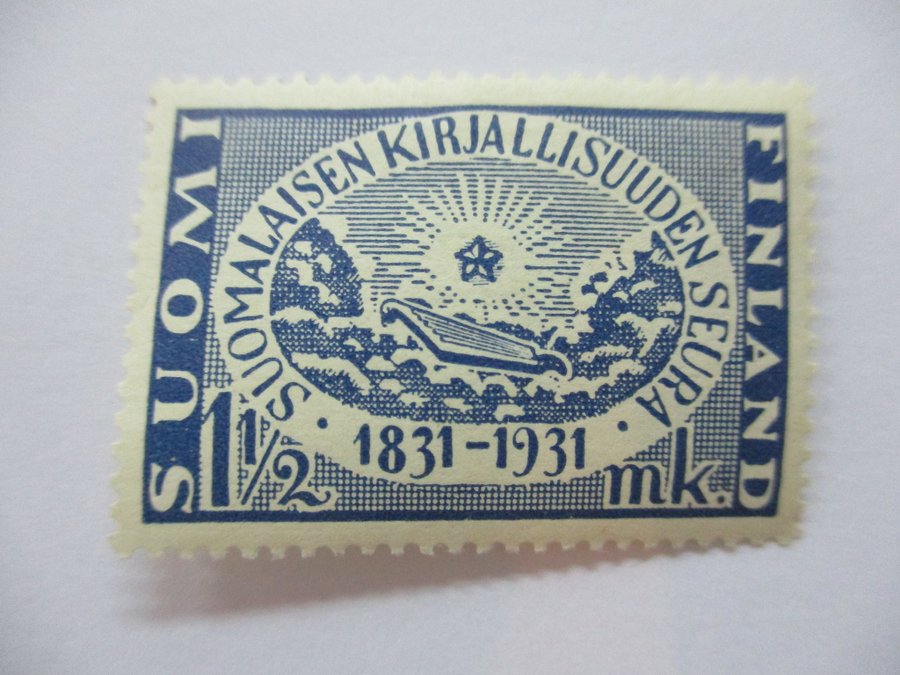 SUOMI
SUOMALAISEN KIRJALLISUUDEN SEURA
· 1831-1931 ·
1½ mk.
FINLAND